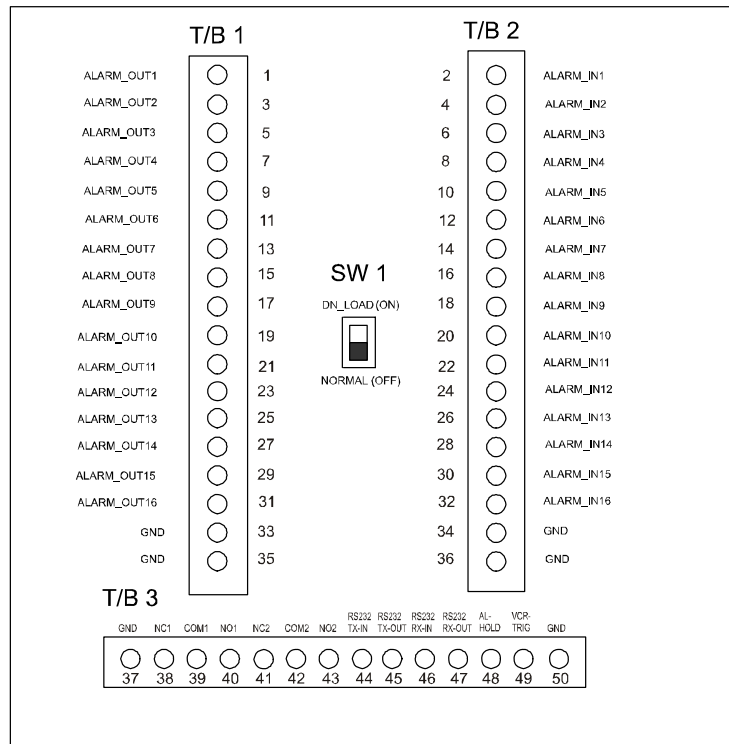 T/B 1 T/B 2
ALARM_OUT1 1 2 ALARM_IN1
ALARM_OUT2 3 4 ALARM_IN2
ALARM_OUT3 5 6 ALARM_IN3
ALARM_OUT4 7 8 ALARM_IN4
ALARM_OUT5 9 10 ALARM_IN5
ALARM_OUT6 11 12 ALARM_IN6
ALARM_OUT7 13 14 ALARM_IN7
ALARM_OUT8 15 16 ALARM_IN8
SW 1
ALARM_OUT9 17 DN_LOAD (ON) 18 ALARM_IN9
ALARM_OUT10 19 20 ALARM_IN10
ALARM_OUT11 21 22 ALARM_IN11
NORMAL (OFF)
ALARM_OUT12 23 24 ALARM_IN12
ALARM_OUT13 25 26 ALARM_IN13
ALARM_OUT14 27 28 ALARM_IN14
ALARM_OUT15 29 30 ALARM_IN15
ALARM_OUT16 31 32 ALARM_IN16
GND 33 34 GND
GND 35 36 GND
T/B 3
RS232 RS232 RS232 RS232 AL- VCR-
GND NC1 COM1 NO1 NC2 COM2 NO2 TX-IN TX-OUT RX-IN RX-OUT HOLD TRIG GND
37 38 39 40 41 42 43 44 45 46 47 48 49 50